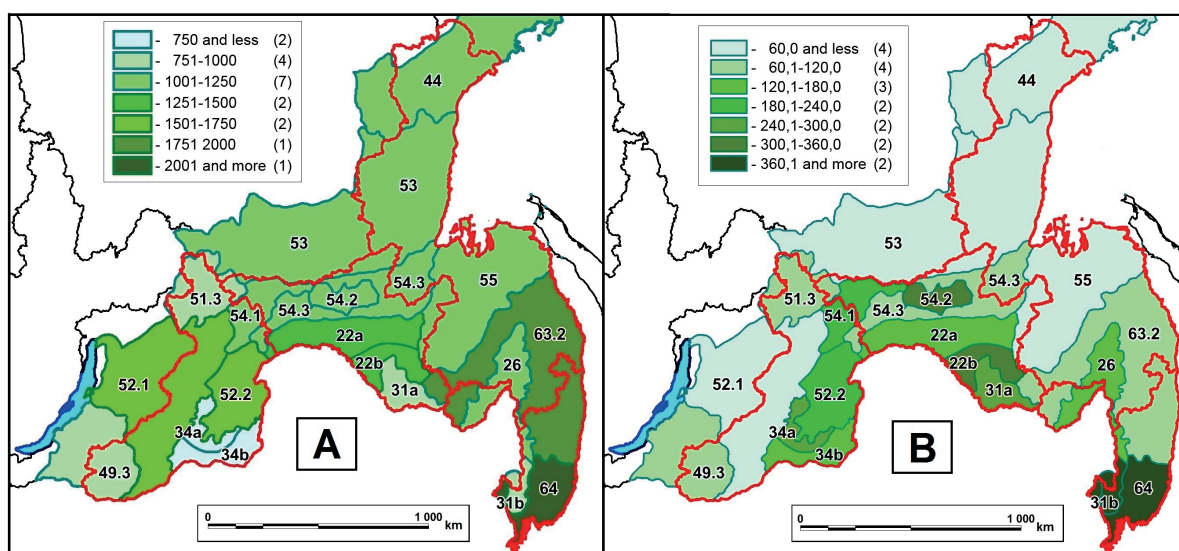 - 750 and less (2)
- 751-1000 (4)
- 1001-1250 (7)
- 1251-1500 (2)
- 1501-1750 (2)
- 1751 2000 (1)
- 2001 and more (1)
44
53
53
51.3
54.3
55
54.2
54.3
54.1
22a
63.2
22b
26
52.1
31a
52.2
34a
34b
A
49.3
64
31b
0 1 000
km
- 60,0 and less (4)
- 60,1-120,0 (4)
- 120,1-180,0 (3)
- 180,1-240,0 (2)
- 240,1-300,0 (2)
- 300,1-360,0 (2)
- 360,1 and more (2)
44
53
54.3
55
51.3
54.2
54.3
54.1
22a
63.2
22b
26
52.1
31a
52.2
34a
34b
B
49.3
64
31b
0 1 000
km